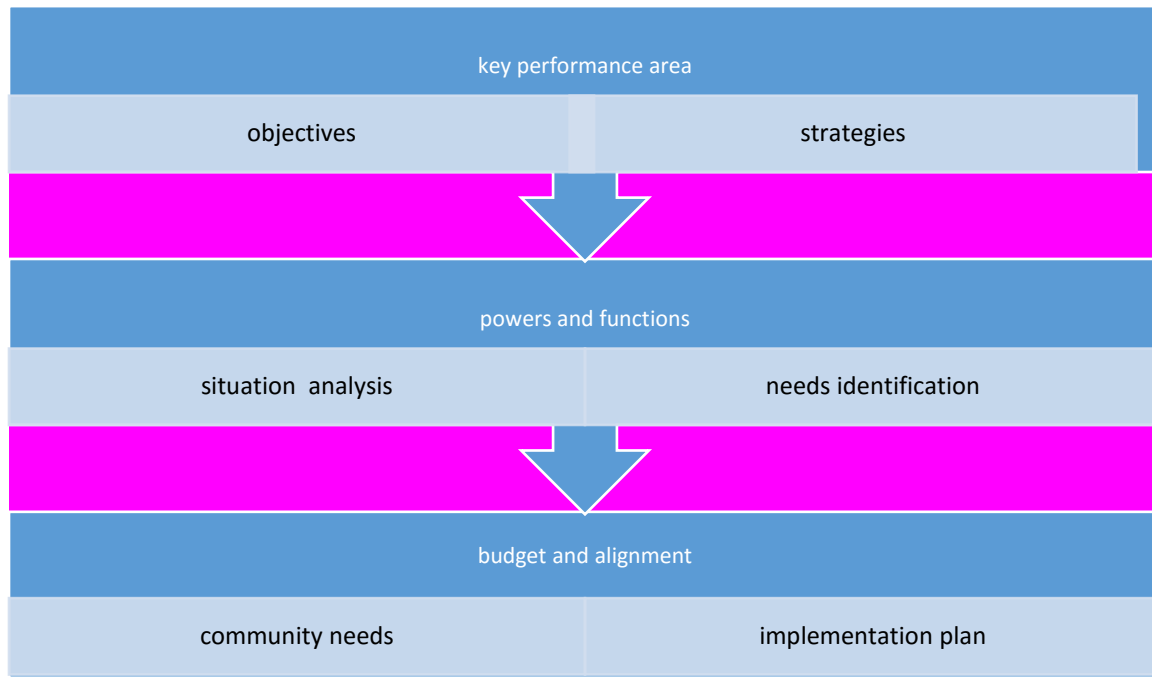 key performance area
objectives
strategies
powers and functions
situation analysis
needs identification
budget and alignment
community needs
implementation plan